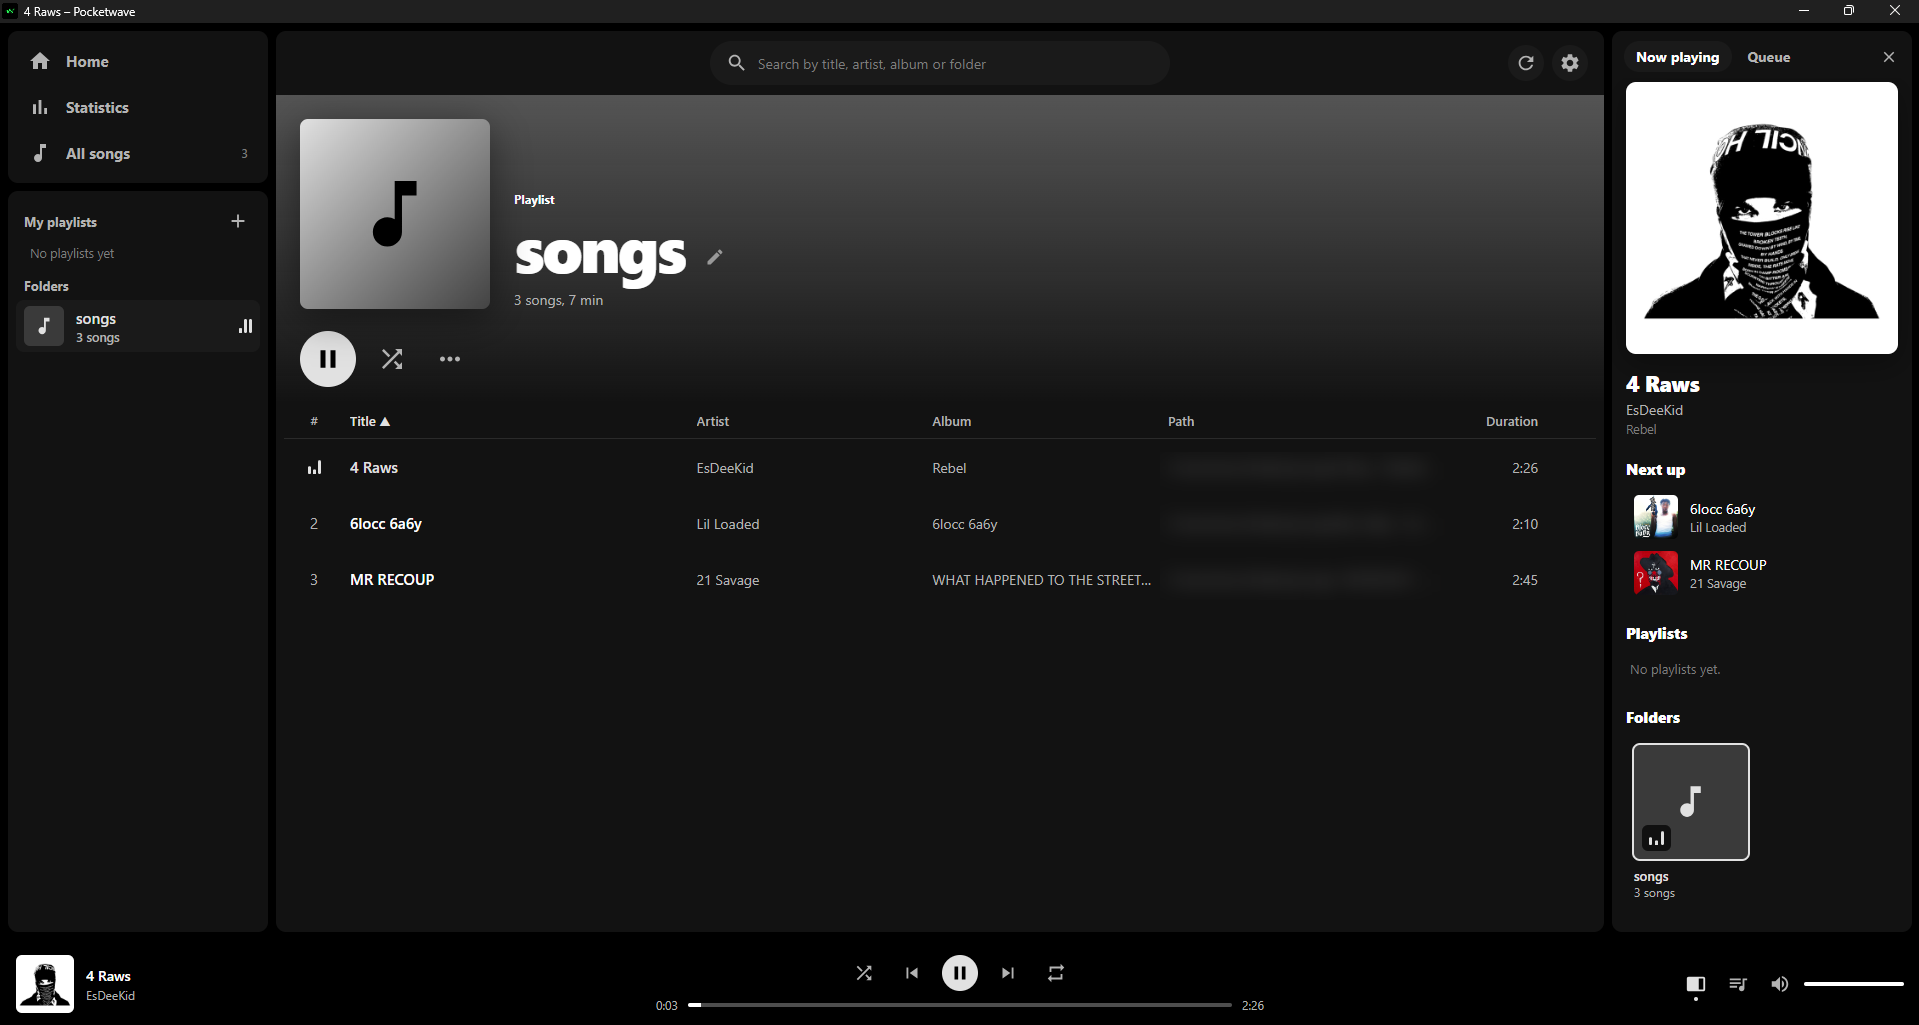 4 Raws – Pocketwave
Home
Statistics
All songs 3
My playlists
No playlists yet
Folders
songs
3 songs
Search by title, artist, album or folder
Playlist
songs
3 songs, 7 min
# Title ▲ Artist Album Path Duration
4 Raws EsDeeKid Rebel 2:26
2 6locc 6a6y Lil Loaded 6locc 6a6y 2:10
3 MR RECOUP 21 Savage WHAT HAPPENED TO THE STREET... 2:45
Now playing Queue
4 Raws
EsDeeKid
Rebel
Next up
6locc 6a6y
Lil Loaded
MR RECOUP
21 Savage
Playlists
No playlists yet.
Folders
songs
3 songs
4 Raws
EsDeeKid
0:03 2:26